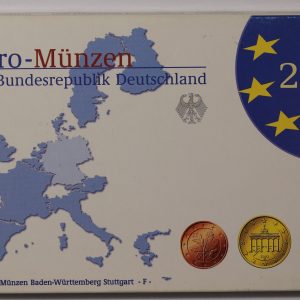 ro-Münzen
Bundesrepublik Deutschland
2
Münzen Baden-Württemberg Stuttgart - F -